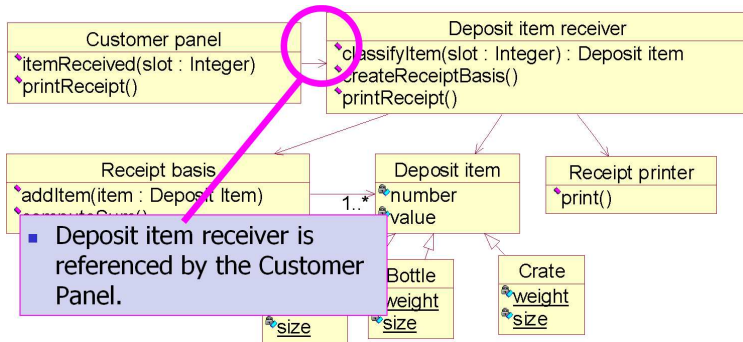 Customer panel
itemReceived(slot : Integer)
printReceipt()
Deposit item receiver
classifyItem(slot : Integer) : Deposit item
createReceiptBasis()
printReceipt()
Receipt basis
addItem(item : Deposit Item)
computeSum()
1..*
Deposit item
number
value
Receipt printer
print()
Deposit item receiver is
referenced by the Customer
Panel.
size
Bottle
weight
size
Crate
weight
size